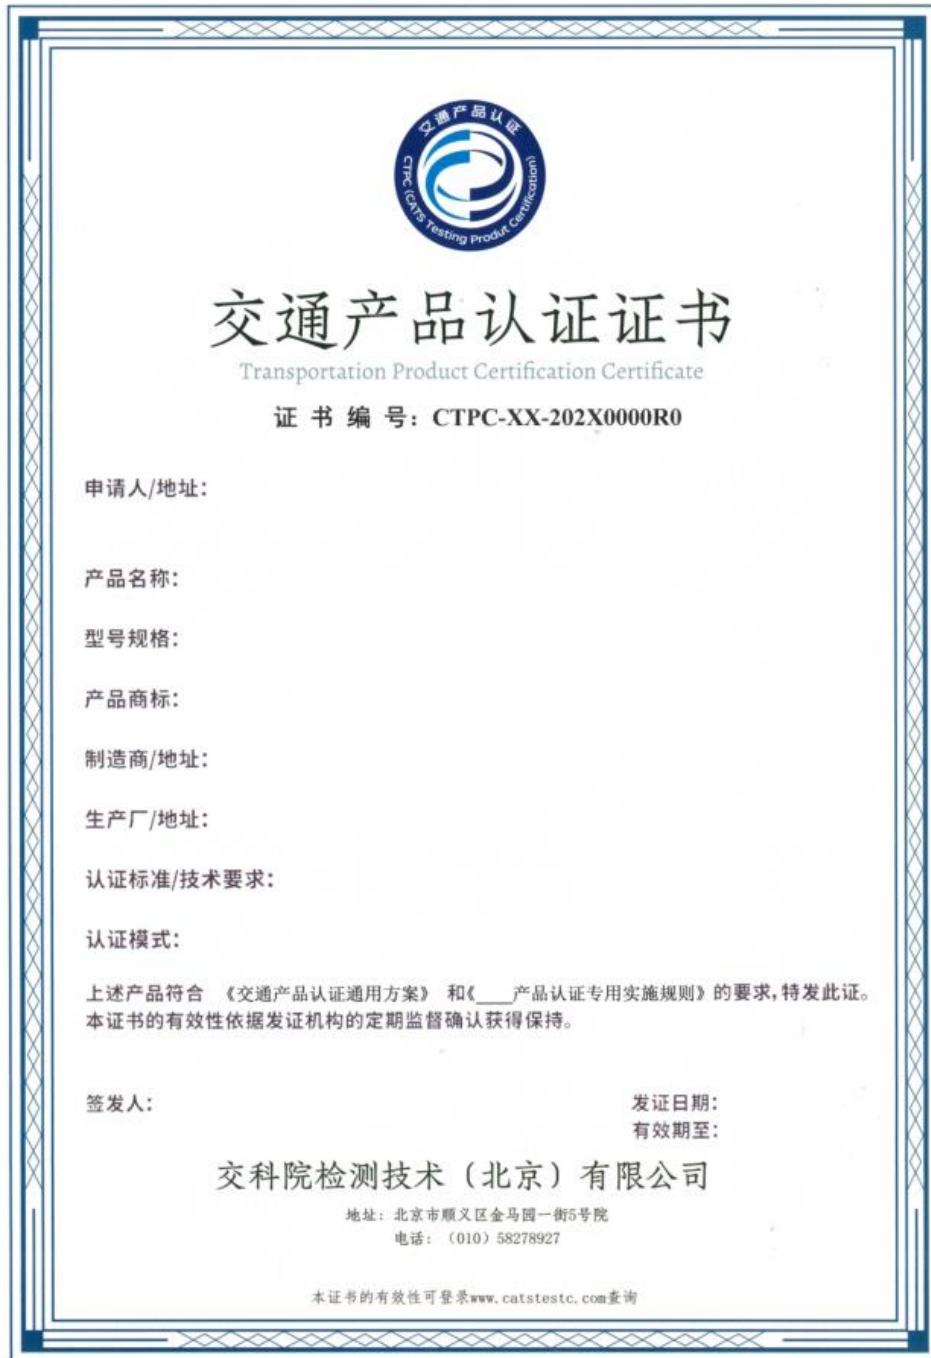 交通产品认证
CTPC (CATS Testing Produt Certification)
交通产品认证证书
Transportation Product Certification Certificate
证 书 编 号：CTPC-XX-202X0000R0
申请人/地址：
产品名称：
型号规格：
产品商标：
制造商/地址：
生产厂/地址：
认证标准/技术要求：
认证模式：
上述产品符合 《交通产品认证通用方案》 和《____产品认证专用实施规则》的要求，特发此证。
本证书的有效性依据发证机构的定期监督确认获得保持。
签发人：
发证日期：
有效期至：
交科院检测技术（北京）有限公司
地址：北京市顺义区金马园一街5号院
电话：（010）58278927
本证书的有效性可登录www.catstestc.com查询